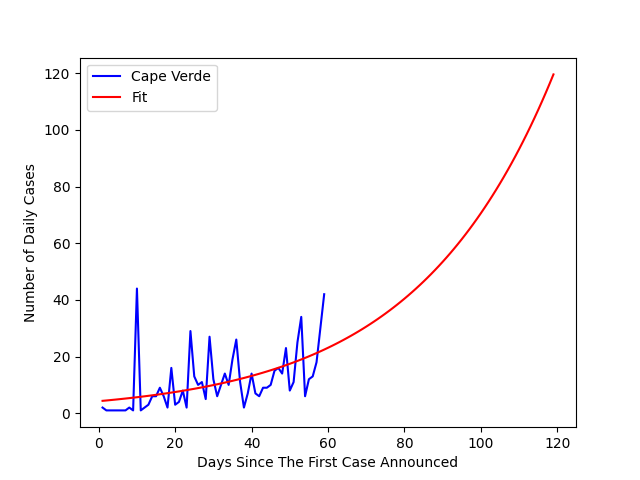 Cape Verde
Fit
Number of Daily Cases
120
100
80
60
40
20
0
0 20 40 60 80 100 120
Days Since The First Case Announced